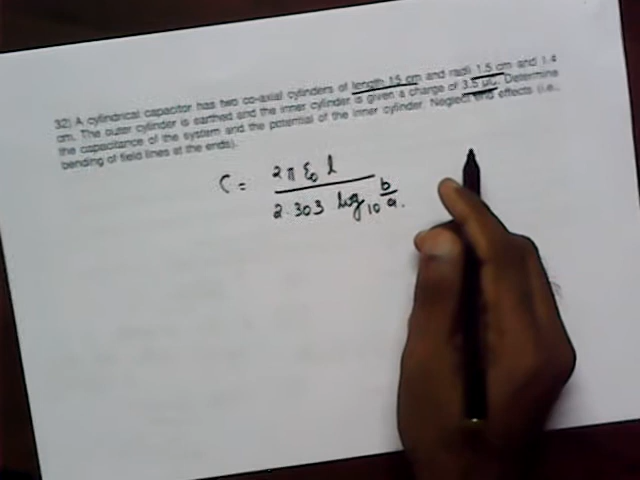 32) A cylindrical capacitor has two co-axial cylinders of length 15 cm and radii 1.5 cm and 1.4
cm. The outer cylinder is earthed and the inner cylinder is given a charge of 3.5 µC. Determine
the capacitance of the system and the potential of the inner cylinder. Neglect end effects (i.e.,
bending of field lines at the ends).
C = 2π ε₀ l
2.303 log₁₀ b/a.